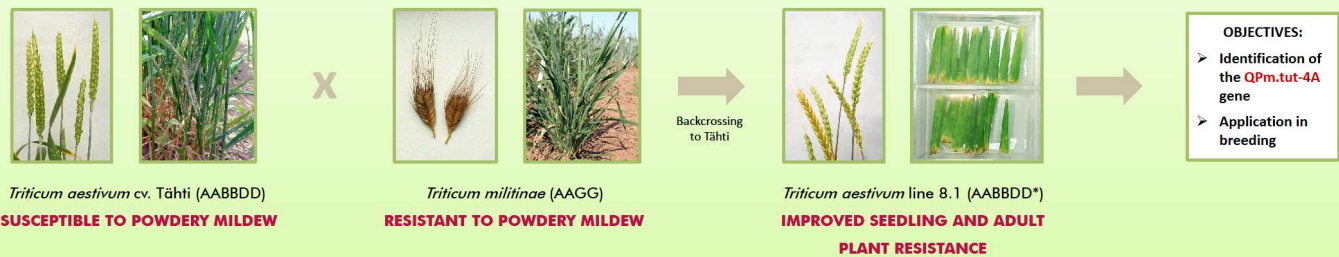 Triticum aestivum cv. Tähti (AABBDD)
SUSCEPTIBLE TO POWDERY MILDEW
X
Triticum militinae (AAGG)
RESISTANT TO POWDERY MILDEW
Backcrossing
to Tähti
Triticum aestivum line 8.1 (AABBDD*)
IMPROVED SEEDLING AND ADULT
PLANT RESISTANCE
OBJECTIVES:
➢ Identification of
the QPm.tut-4A
gene
➢ Application in
breeding